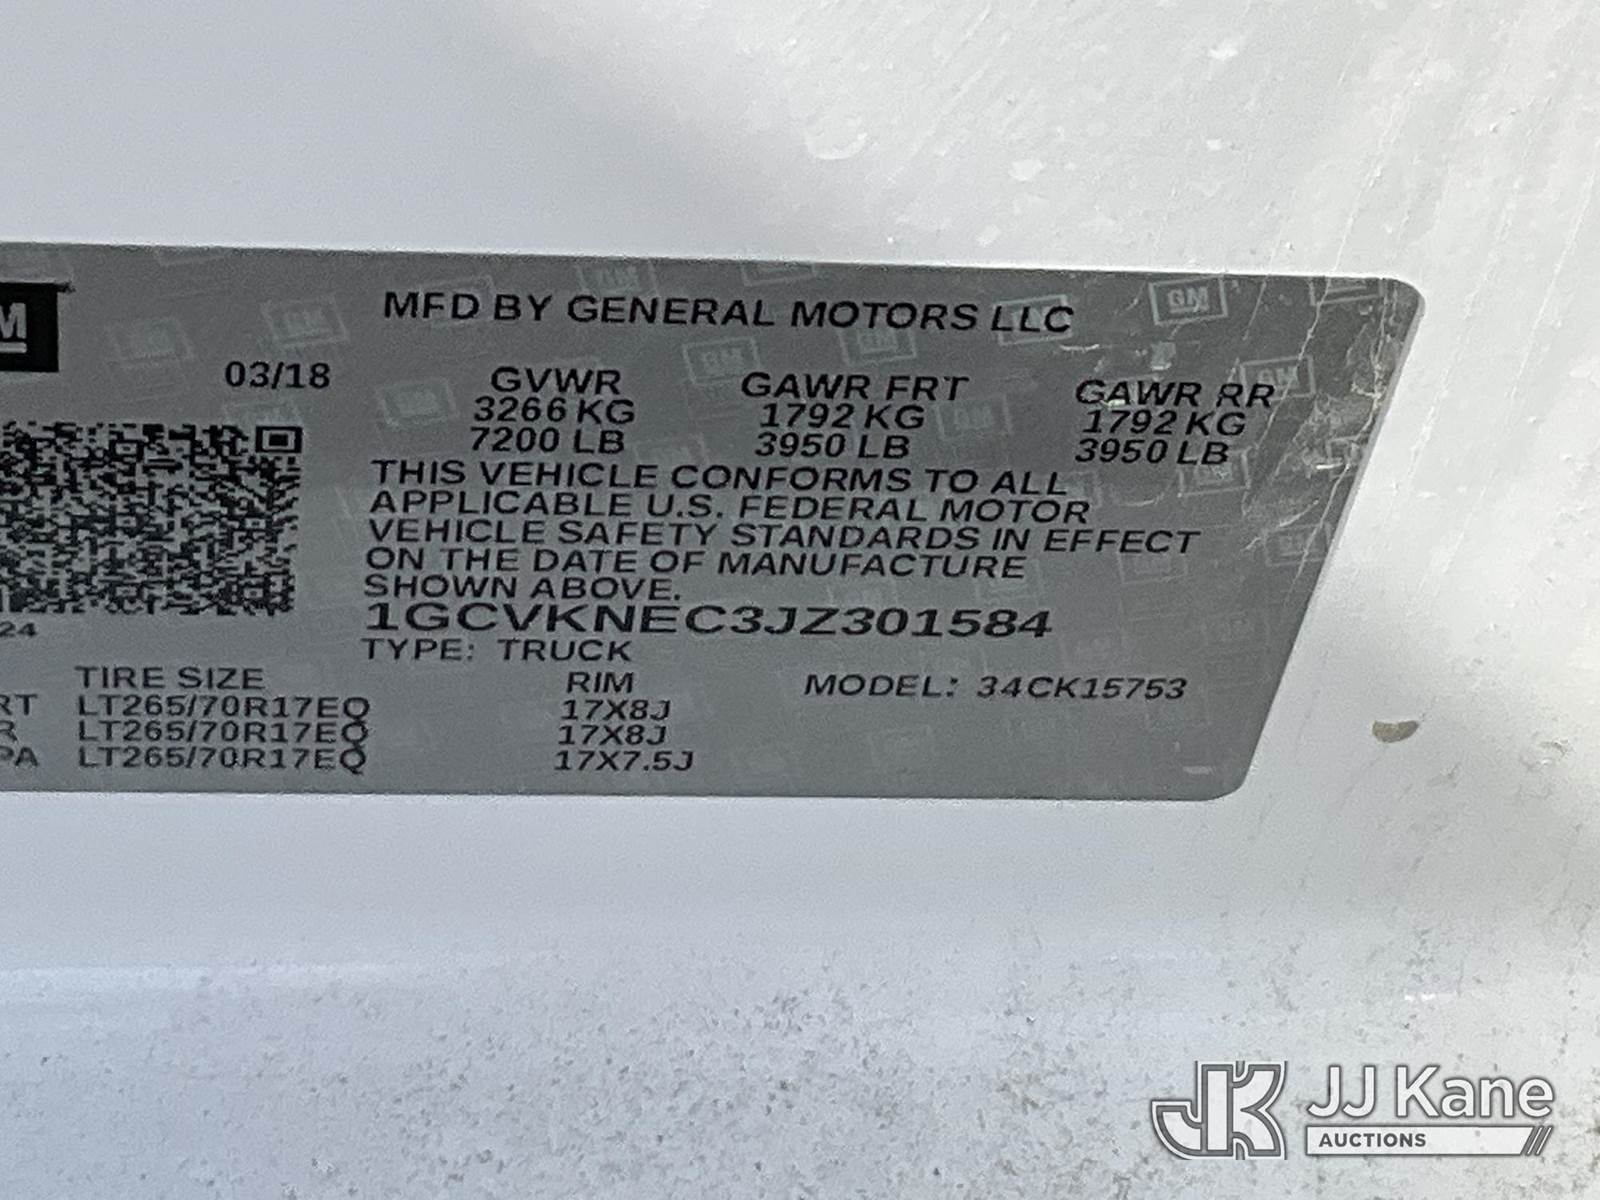 GM
MFD BY GENERAL MOTORS LLC
03/18
GVWR GAWR FRT GAWR RR
3266 KG 1792 KG 1792 KG
7200 LB 3950 LB 3950 LB
THIS VEHICLE CONFORMS TO ALL
APPLICABLE U.S. FEDERAL MOTOR
VEHICLE SAFETY STANDARDS IN EFFECT
ON THE DATE OF MANUFACTURE
SHOWN ABOVE.
24
1GCVKNEC3JZ301584
TYPE: TRUCK
TIRE SIZE RIM MODEL: 34CK15753
RT LT265/70R17EQ 17X8J
R LT265/70R17EQ 17X8J
PA LT265/70R17EQ 17X7.5J
JK JJ Kane
AUCTIONS